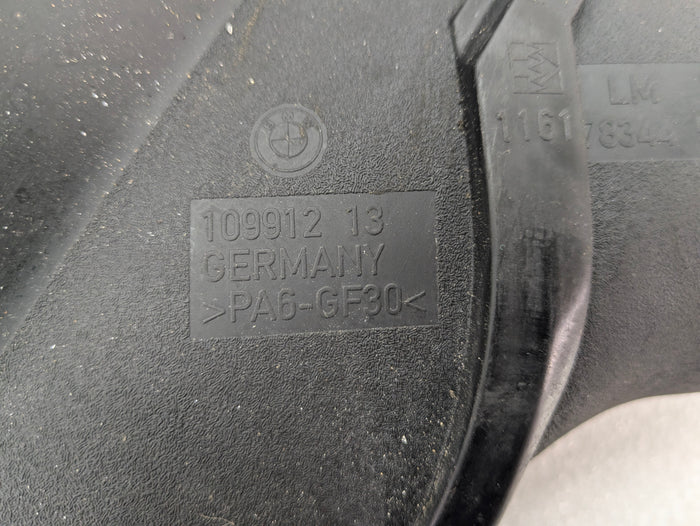 LM
1161
7834
109912 13
GERMANY
>PA6-GF30<